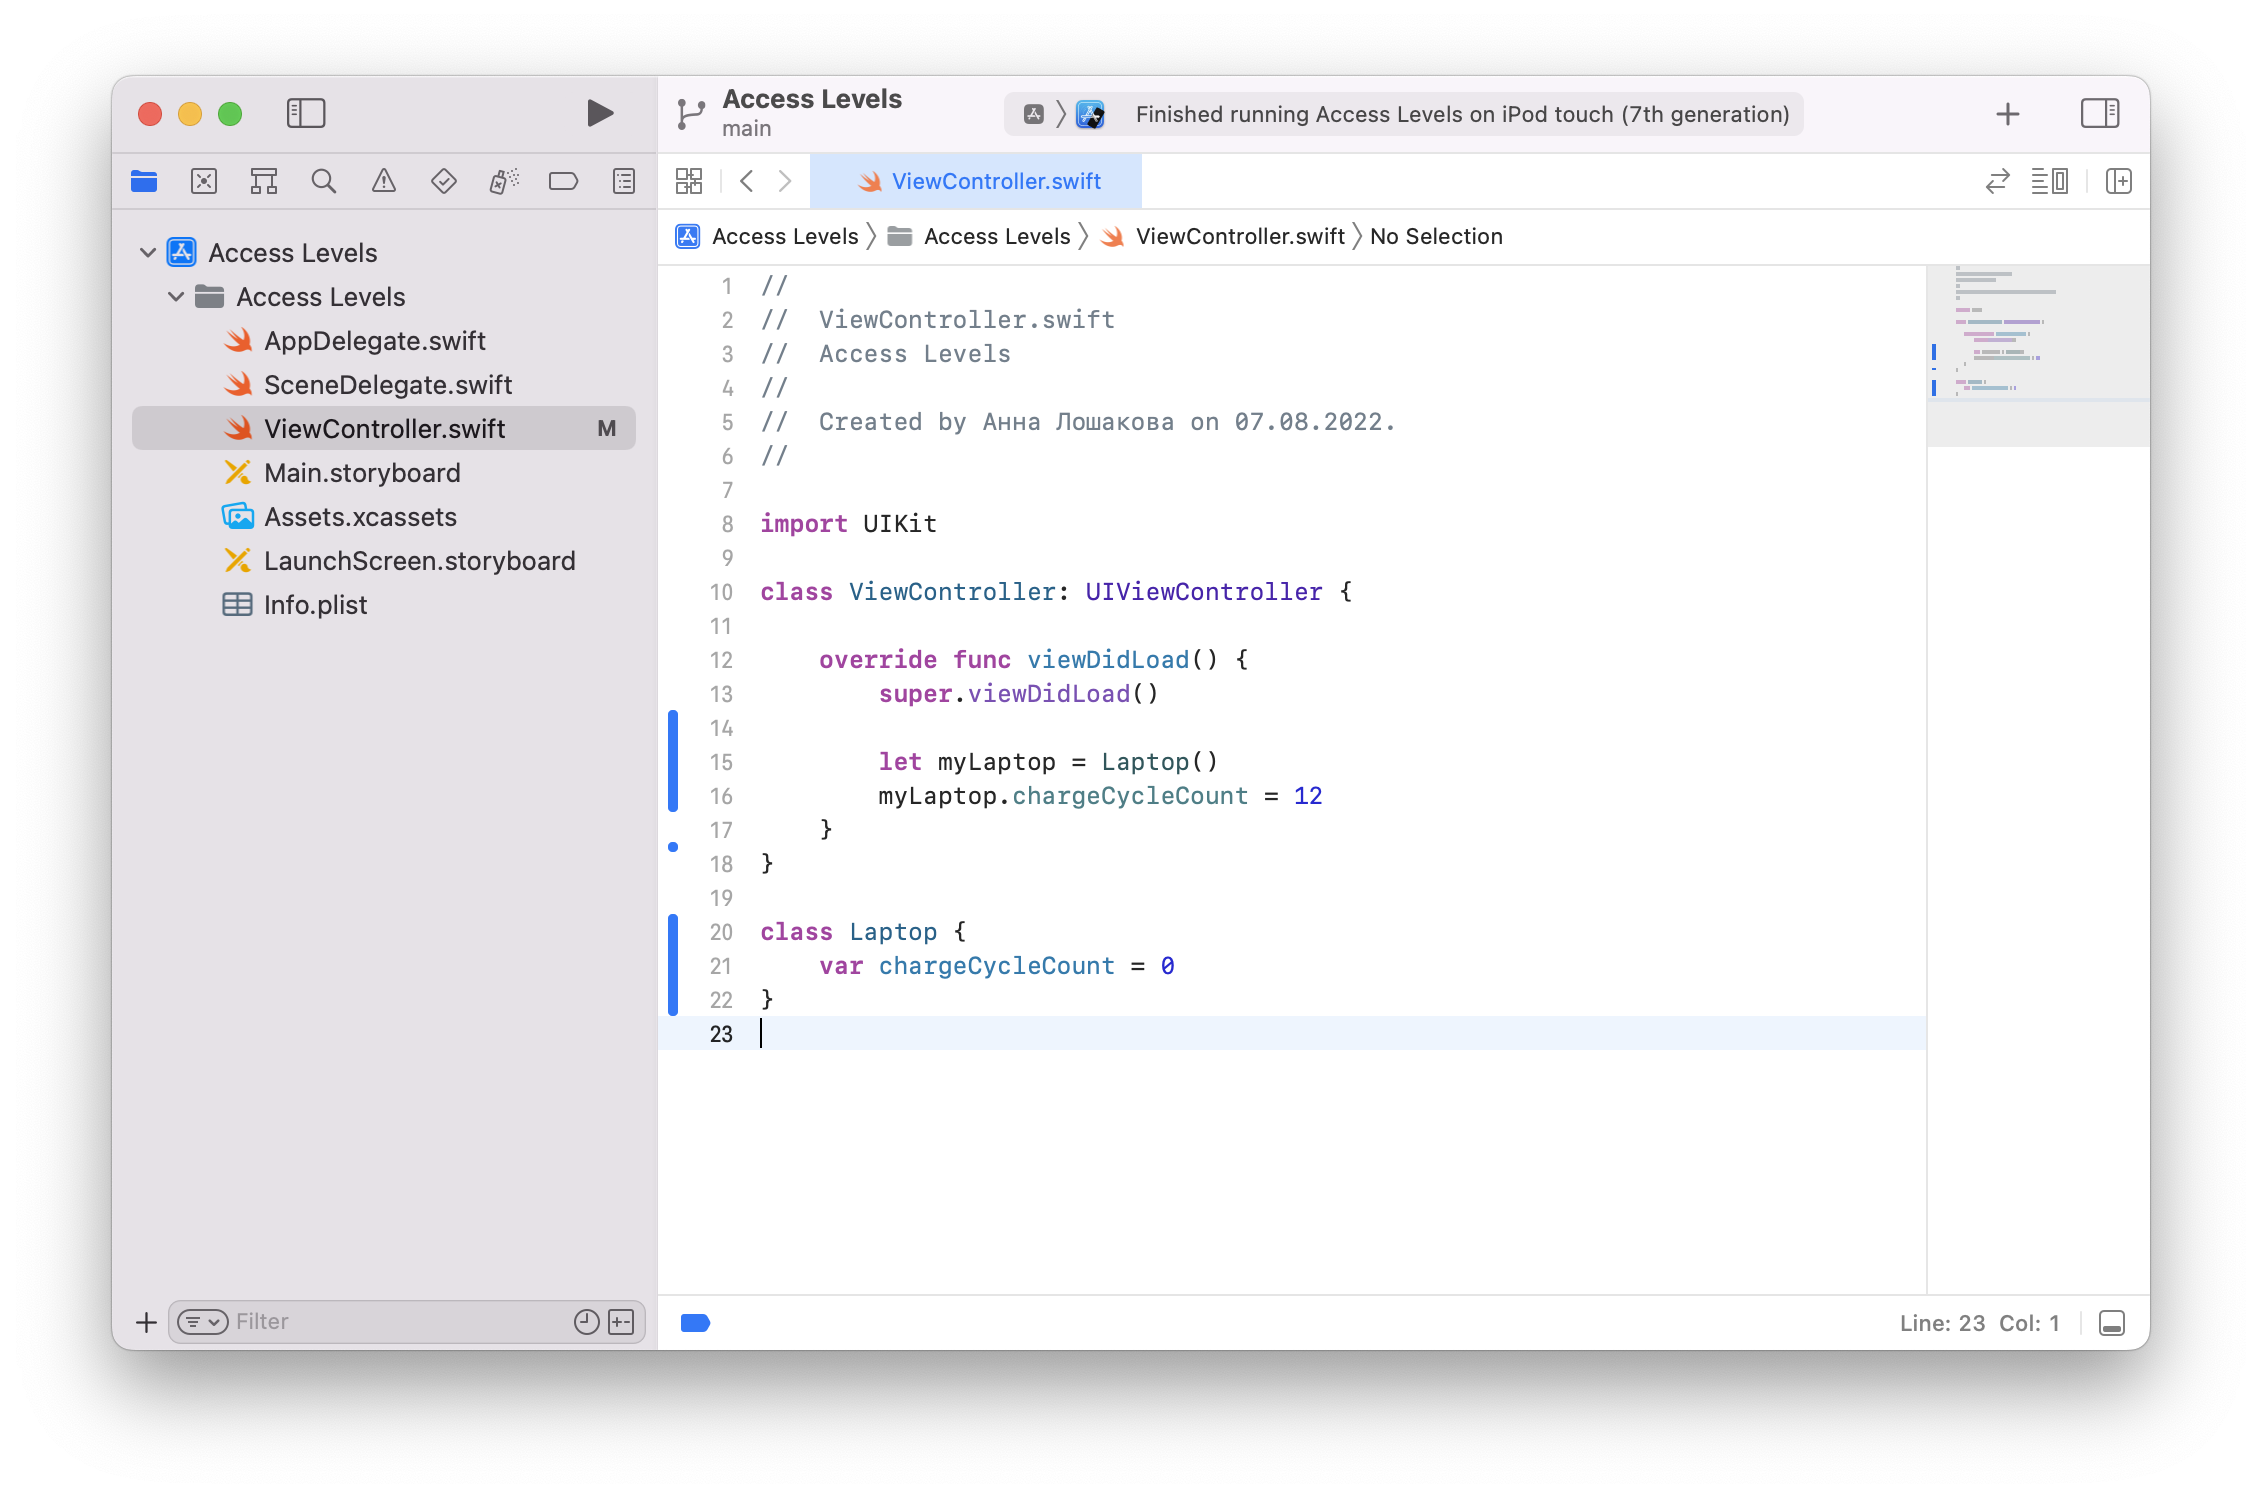 Access Levels
main
Finished running Access Levels on iPod touch (7th generation)
ViewController.swift
Access Levels
Access Levels
ViewController.swift
No Selection
Access Levels
Access Levels
AppDelegate.swift
SceneDelegate.swift
ViewController.swift M
Main.storyboard
Assets.xcassets
LaunchScreen.storyboard
Info.plist
1 //
2 //  ViewController.swift
3 //  Access Levels
4 //
5 //  Created by Анна Лошакова on 07.08.2022.
6 //
7
8 import UIKit
9
10 class ViewController: UIViewController {
11
12     override func viewDidLoad() {
13         super.viewDidLoad()
14
15         let myLaptop = Laptop()
16         myLaptop.chargeCycleCount = 12
17     }
18 }
19
20 class Laptop {
21     var chargeCycleCount = 0
22 }
23
Filter
Line: 23  Col: 1